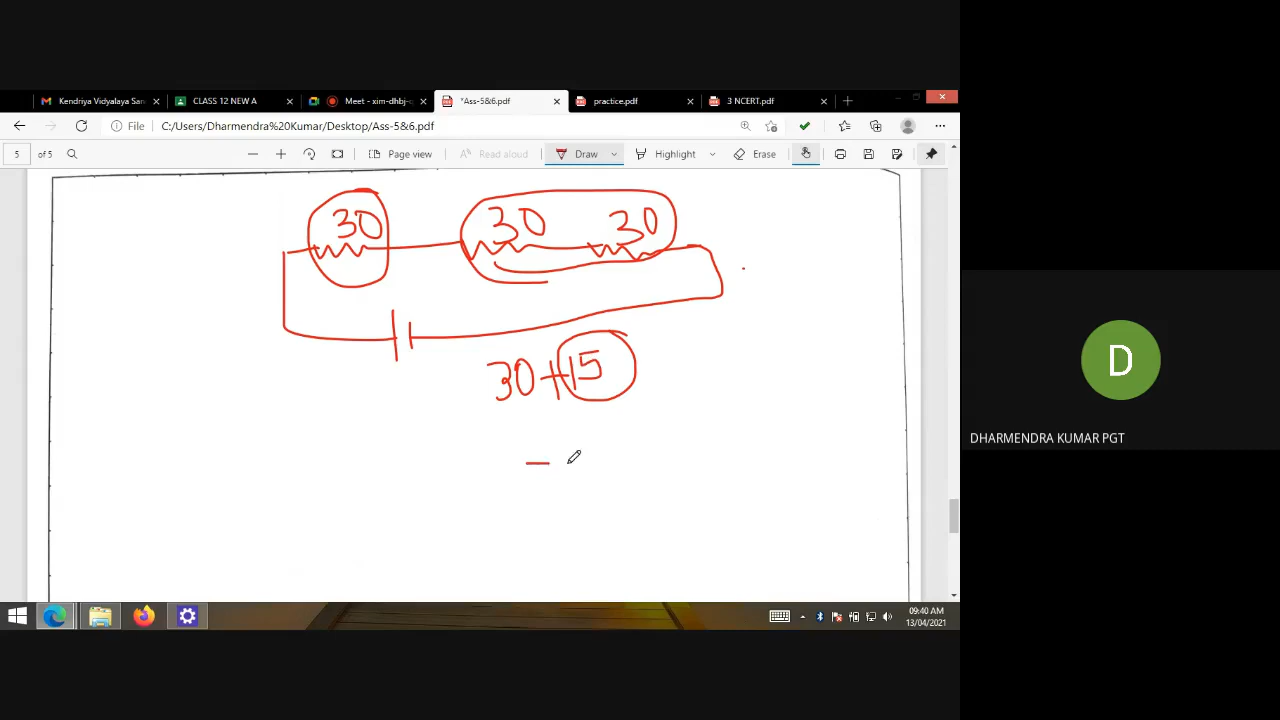 Kendriya Vidyalaya San
CLASS 12 NEW A
Meet - xim-dhbj-c
*Ass-5&6.pdf
practice.pdf
3 NCERT.pdf
File
C:/Users/Dharmendra%20Kumar/Desktop/Ass-5&6.pdf
5 of 5
Page view
Read aloud
Draw
Highlight
Erase
30 30 30
30+15
D
DHARMENDRA KUMAR PGT
09:40 AM
13/04/2021